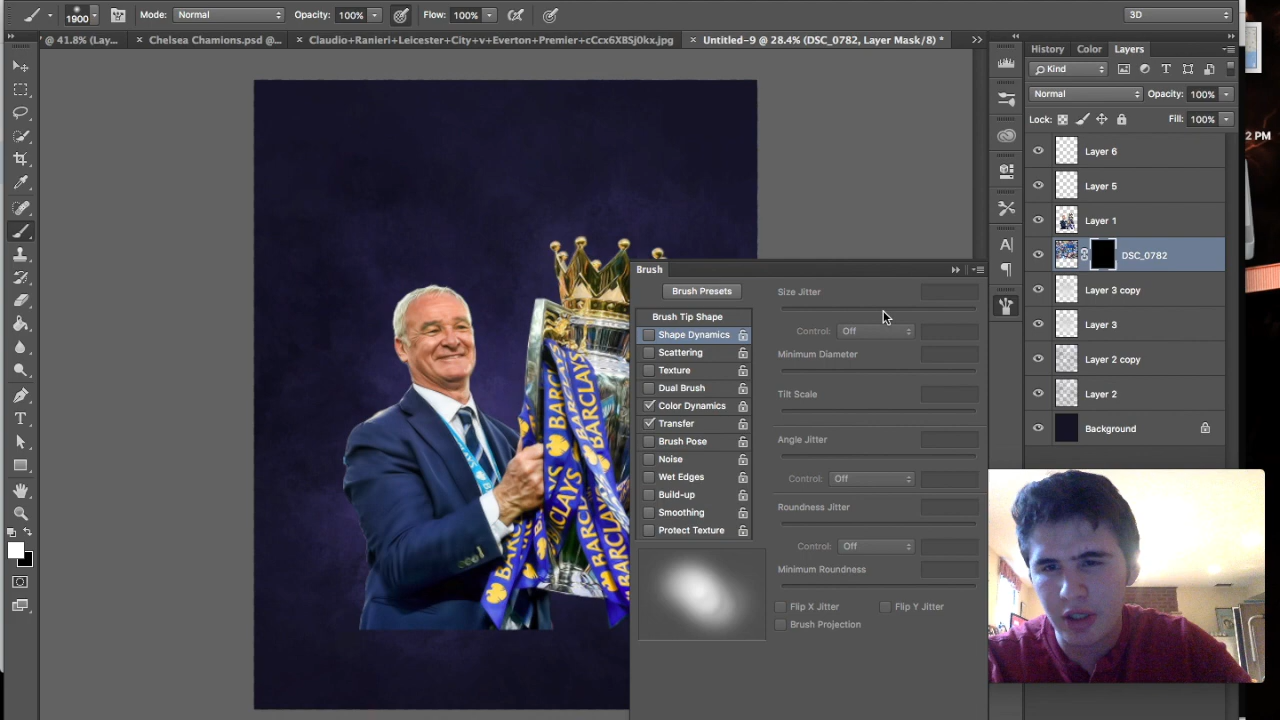 1900 Mode: Normal Opacity: 100% Flow: 100% 3D
@ 41.8% (Lay... Chelsea Chamions.psd @... Claudio+Ranieri+Leicester+City+v+Everton+Premier+cCcx6XBSj0kx.jpg Untitled-9 @ 28.4% (DSC_0782, Layer Mask/8) *
History Color Layers
Kind
Normal Opacity: 100%
Lock: Fill: 100%
2 PM
Layer 6
Layer 5
Layer 1
DSC_0782
Layer 3 copy
Layer 3
Layer 2 copy
Layer 2
Background
Brush
Brush Presets
Brush Tip Shape
Shape Dynamics
Scattering
Texture
Dual Brush
Color Dynamics
Transfer
Brush Pose
Noise
Wet Edges
Build-up
Smoothing
Protect Texture
Size Jitter
Control: Off
Minimum Diameter
Tilt Scale
Angle Jitter
Control: Off
Roundness Jitter
Control: Off
Minimum Roundness
Flip X Jitter Flip Y Jitter
Brush Projection
BARCLAYS
BARCLAYS
BARCLAYS
BARCLAYS
BARCLAYS